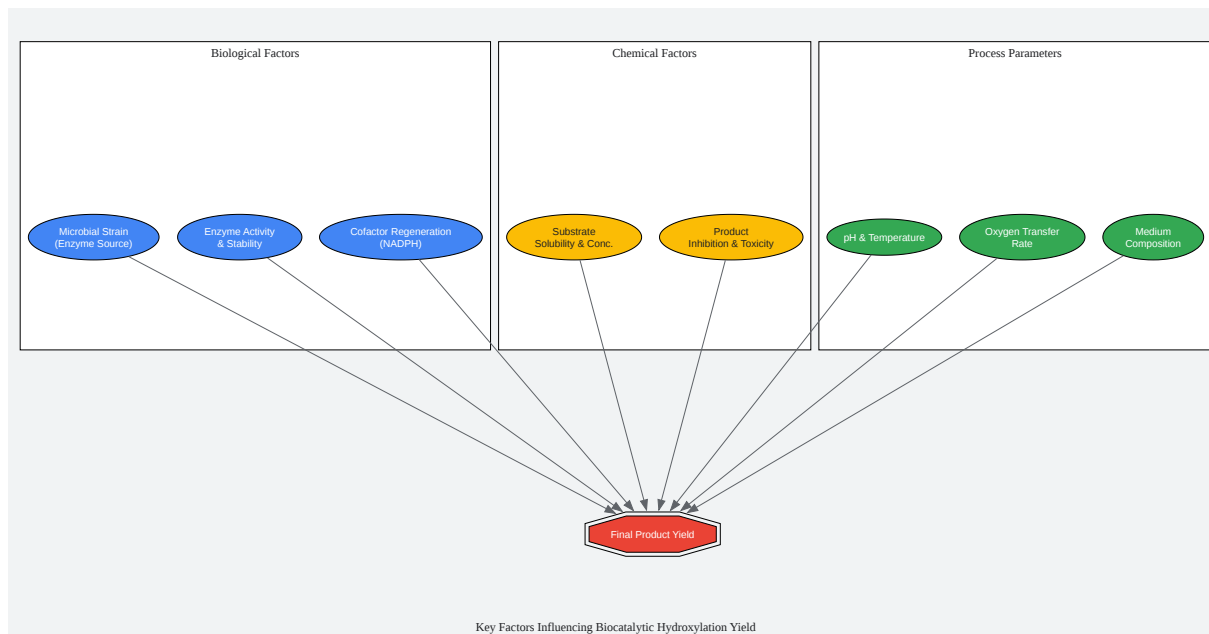 Biological Factors
Chemical Factors
Process Parameters
Microbial Strain
(Enzyme Source)
Enzyme Activity
& Stability
Cofactor Regeneration
(NADPH)
Substrate
Solubility & Conc.
Product
Inhibition & Toxicity
pH & Temperature
Oxygen Transfer
Rate
Medium
Composition
Final Product Yield
Key Factors Influencing Biocatalytic Hydroxylation Yield